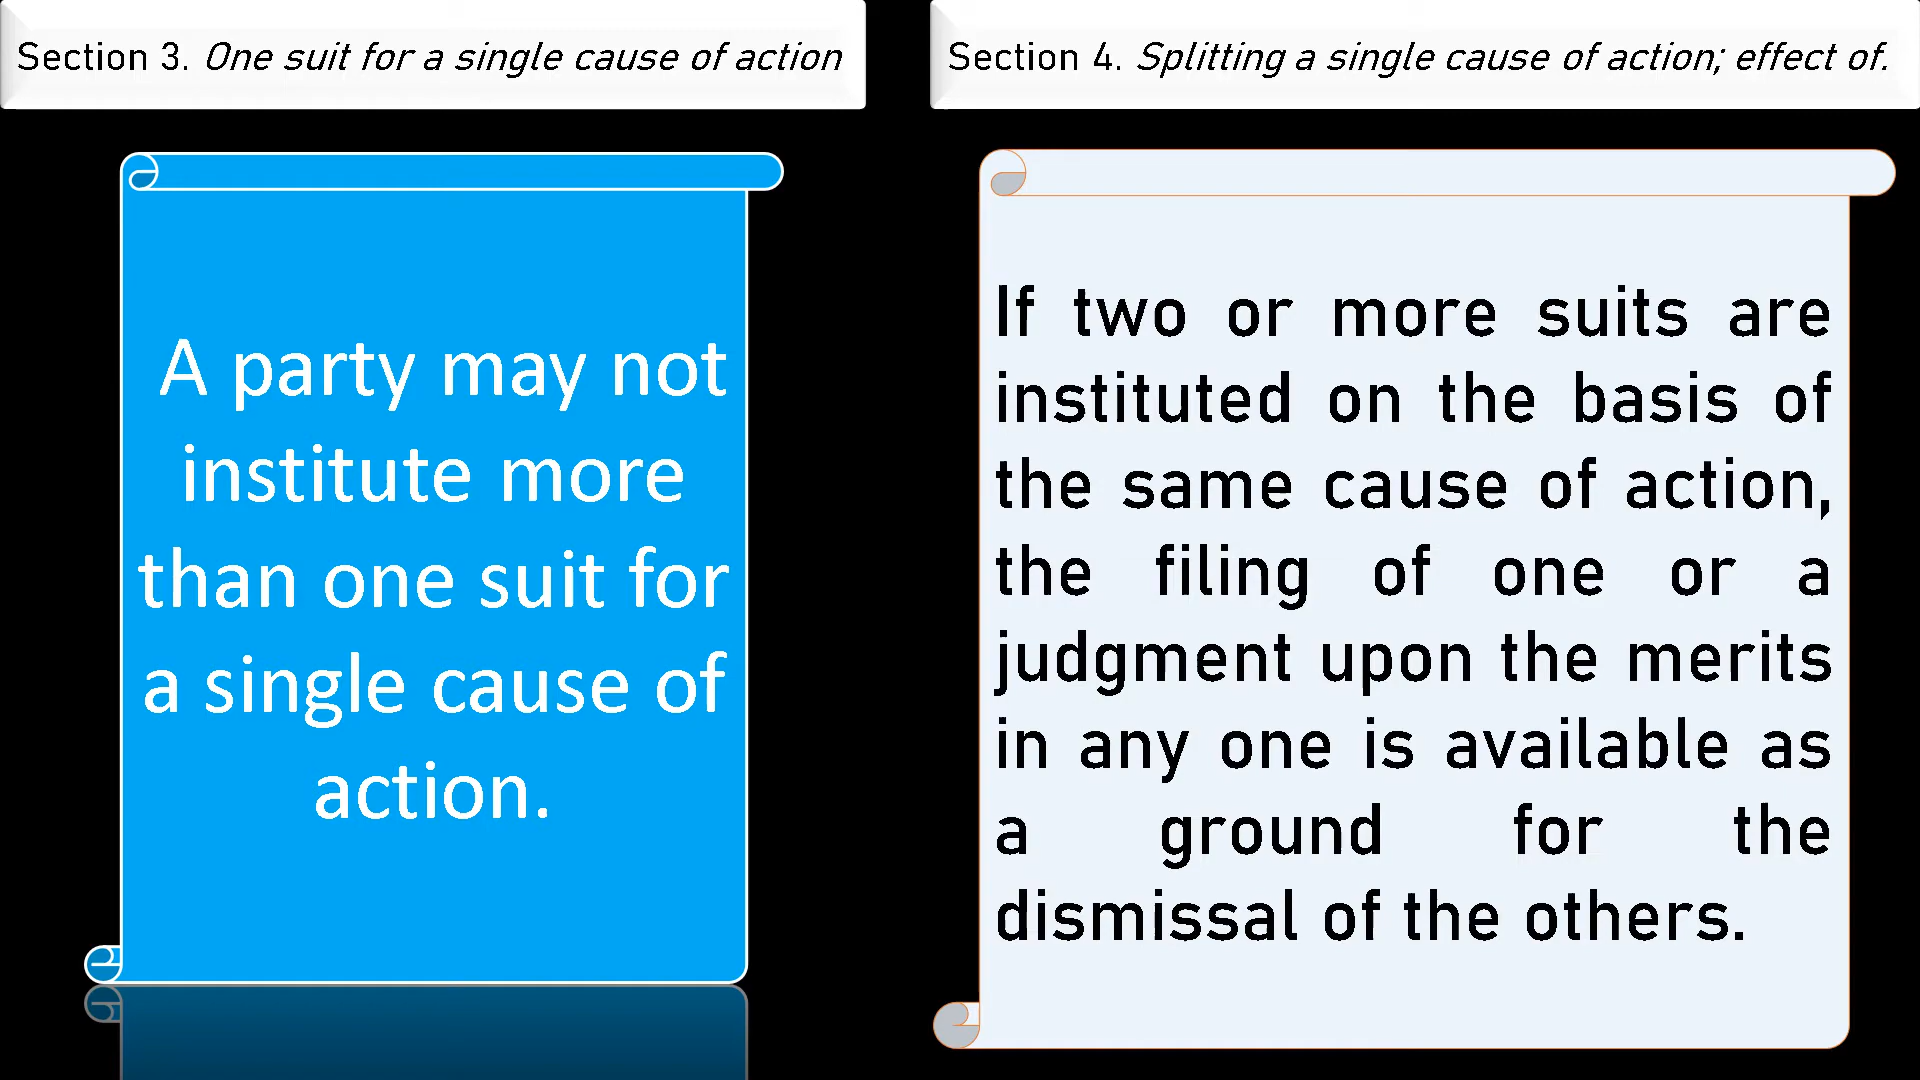 Section 3. One suit for a single cause of action
A party may not
institute more
than one suit for
a single cause of
action.
Section 4. Splitting a single cause of action; effect of.
If two or more suits are
instituted on the basis of
the same cause of action,
the filing of one or a
judgment upon the merits
in any one is available as
a ground for the
dismissal of the others.